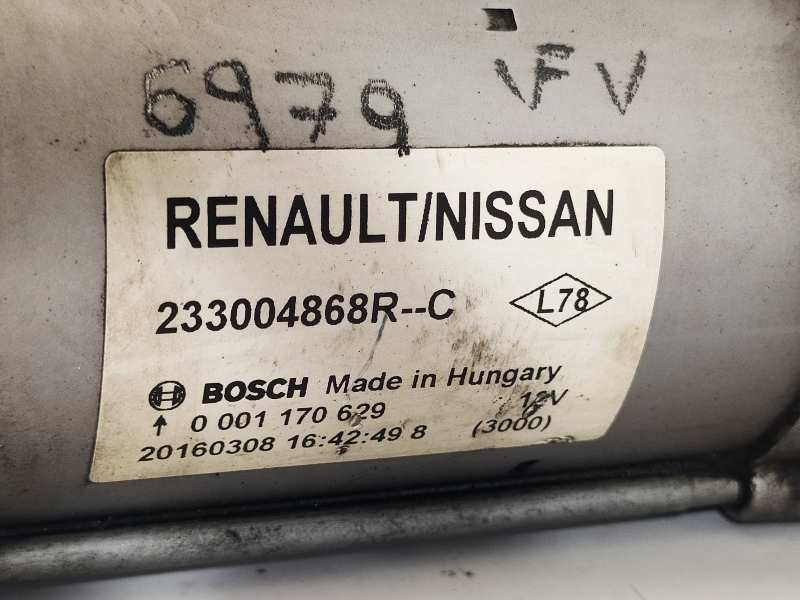 6979 VFV
RENAULT/NISSAN
233004868R--C L78
BOSCH Made in Hungary
0 001 170 629 12V
20160308 16:42:49 8 (3000)